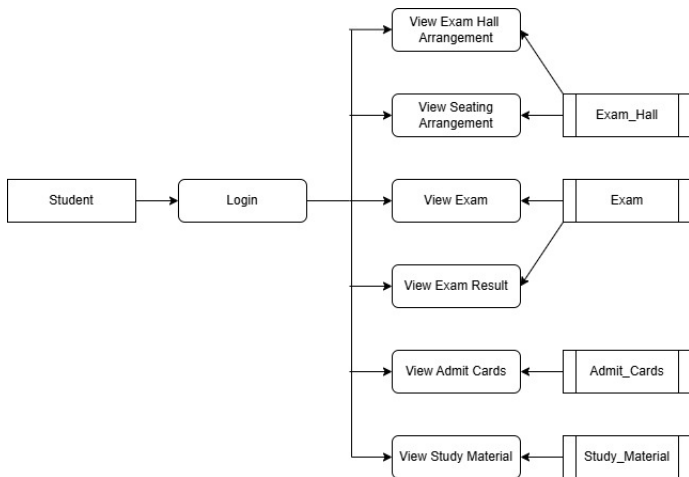 View Exam Hall
Arrangement
View Seating
Arrangement
Exam_Hall
Student
Login
View Exam
Exam
View Exam Result
View Admit Cards
Admit_Cards
View Study Material
Study_Material